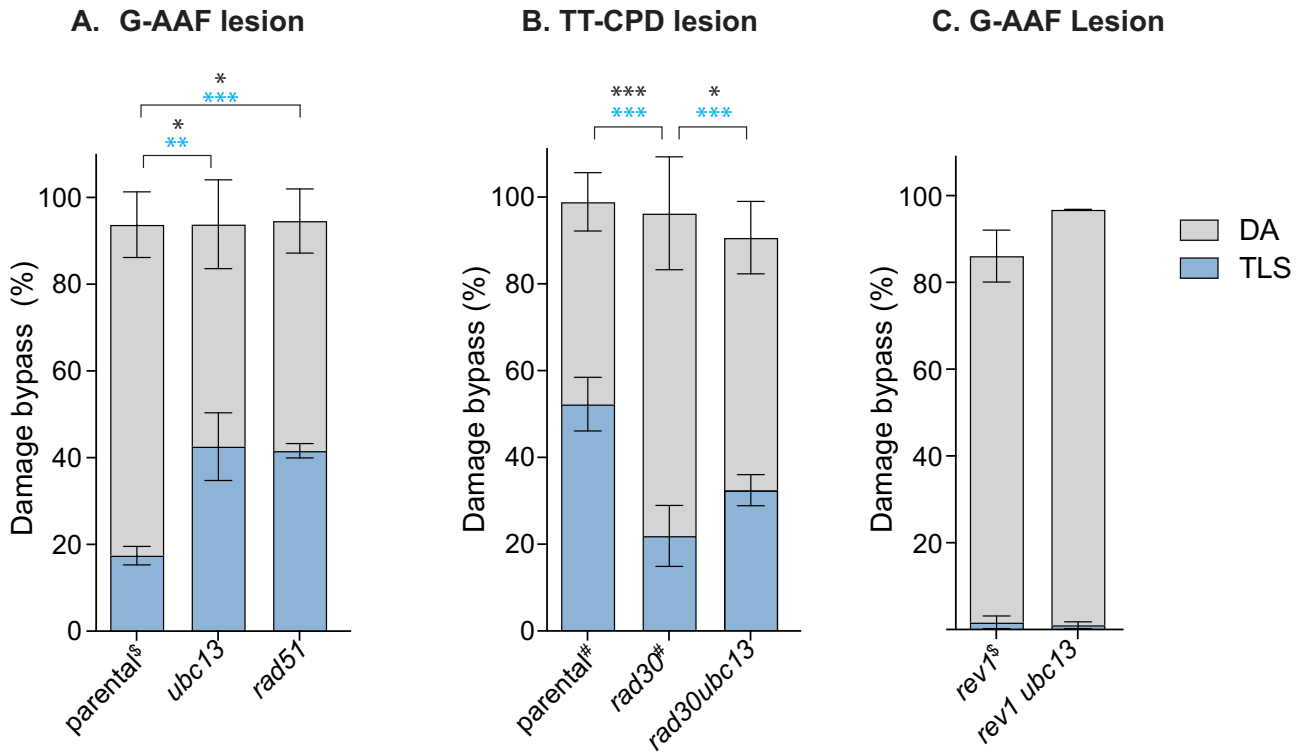 A. G-AAF lesion
B. TT-CPD lesion
C. G-AAF Lesion
*
***
*
**
Damage bypass (%)
100
80
60
40
20
0
parental$
ubc13
rad51
***
***
*
***
Damage bypass (%)
100
80
60
40
20
0
parental#
rad30#
rad30ubc13
Damage bypass (%)
100
80
60
40
20
rev1$
rev1 ubc13
DA
TLS